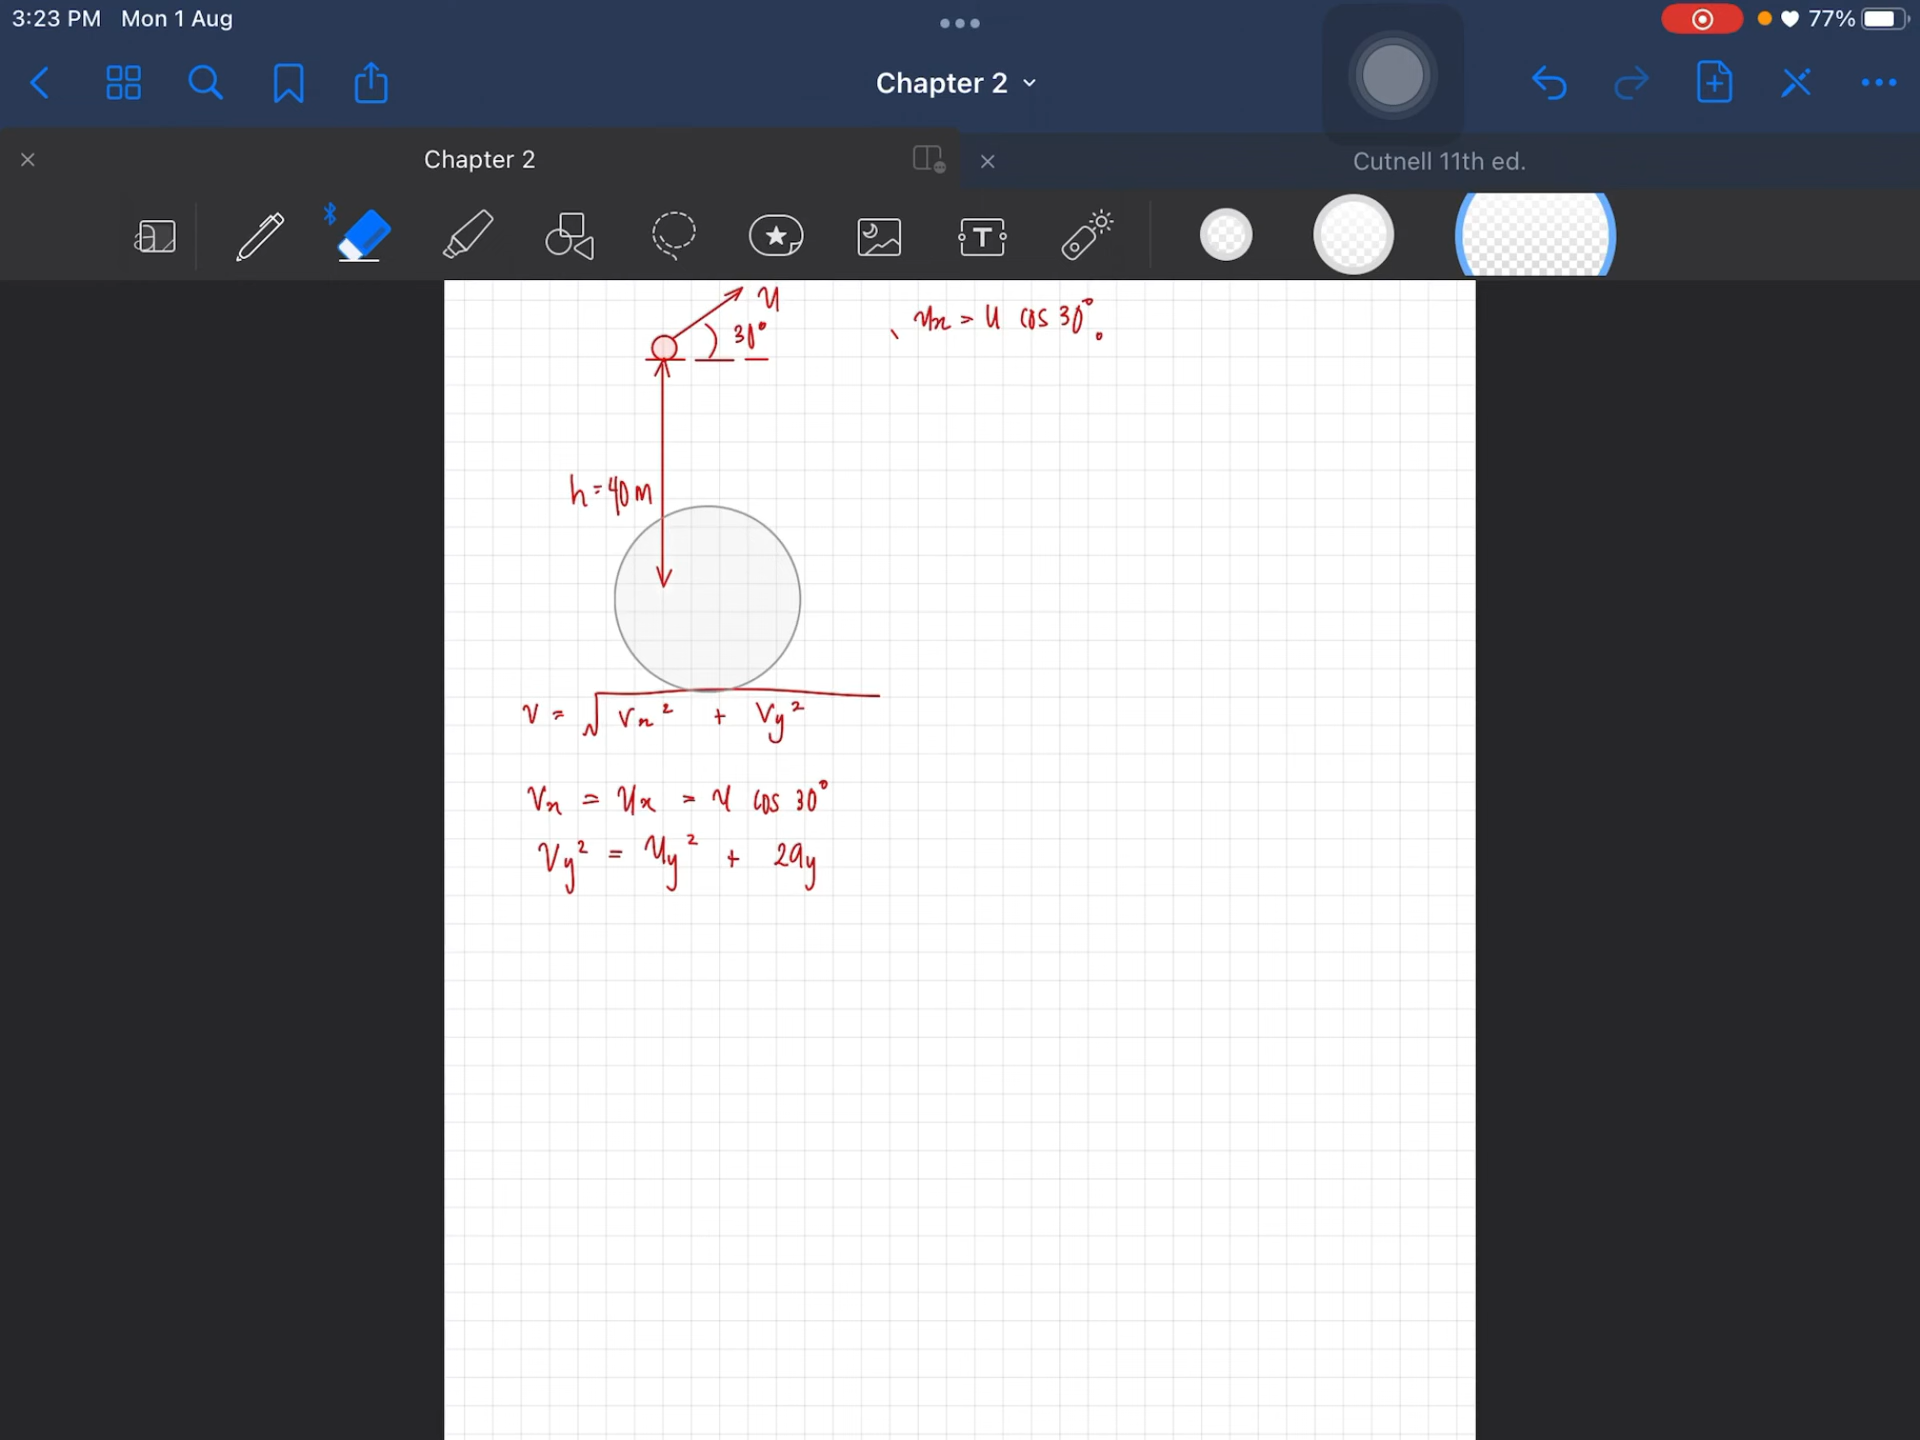 3:23 PM Mon 1 Aug
77%
Chapter 2
Chapter 2
Cutnell 11th ed.
T
u
30°
ux = u cos 30°
h = 40 m
v = √ vx² + vy²
vx = ux = u cos 30°
vy² = uy² + 2ay